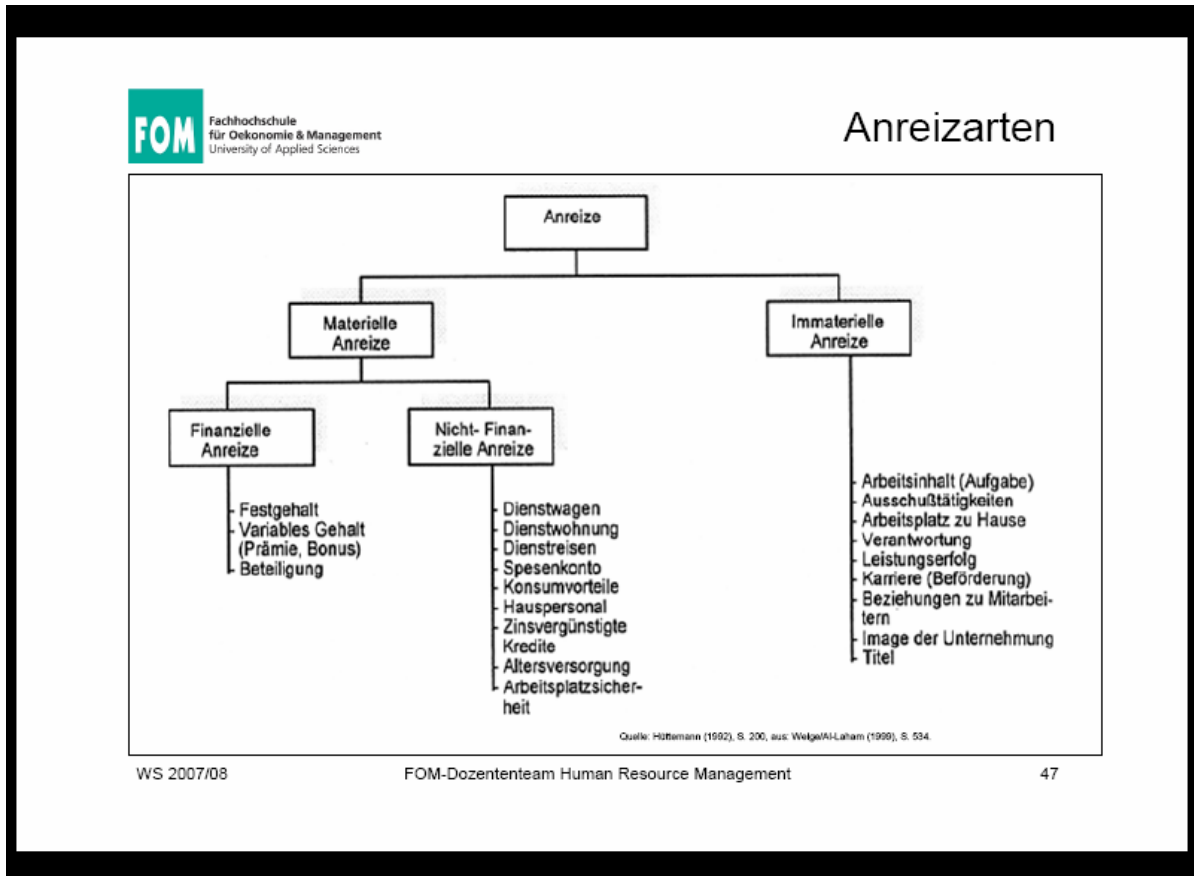 FOM
Fachhochschule
für Oekonomie & Management
University of Applied Sciences
Anreizarten
Anreize
Materielle
Anreize
Immaterielle
Anreize
Finanzielle
Anreize
Nicht- Finan-
zielle Anreize
- Festgehalt
- Variables Gehalt
(Prämie, Bonus)
- Beteiligung
- Dienstwagen
- Dienstwohnung
- Dienstreisen
- Spesenkonto
- Konsumvorteile
- Hauspersonal
- Zinsvergünstigte
Kredite
- Altersversorgung
- Arbeitsplatzsicher-
heit
- Arbeitsinhalt (Aufgabe)
- Ausschußtätigkeiten
- Arbeitsplatz zu Hause
- Verantwortung
- Leistungserfolg
- Karriere (Beförderung)
- Beziehungen zu Mitarbei-
tern
- Image der Unternehmung
- Titel
Quelle: Hüttemann (1992), S. 200, aus: Welge/Al-Laham (1999), S. 534.
WS 2007/08
FOM-Dozententeam Human Resource Management
47